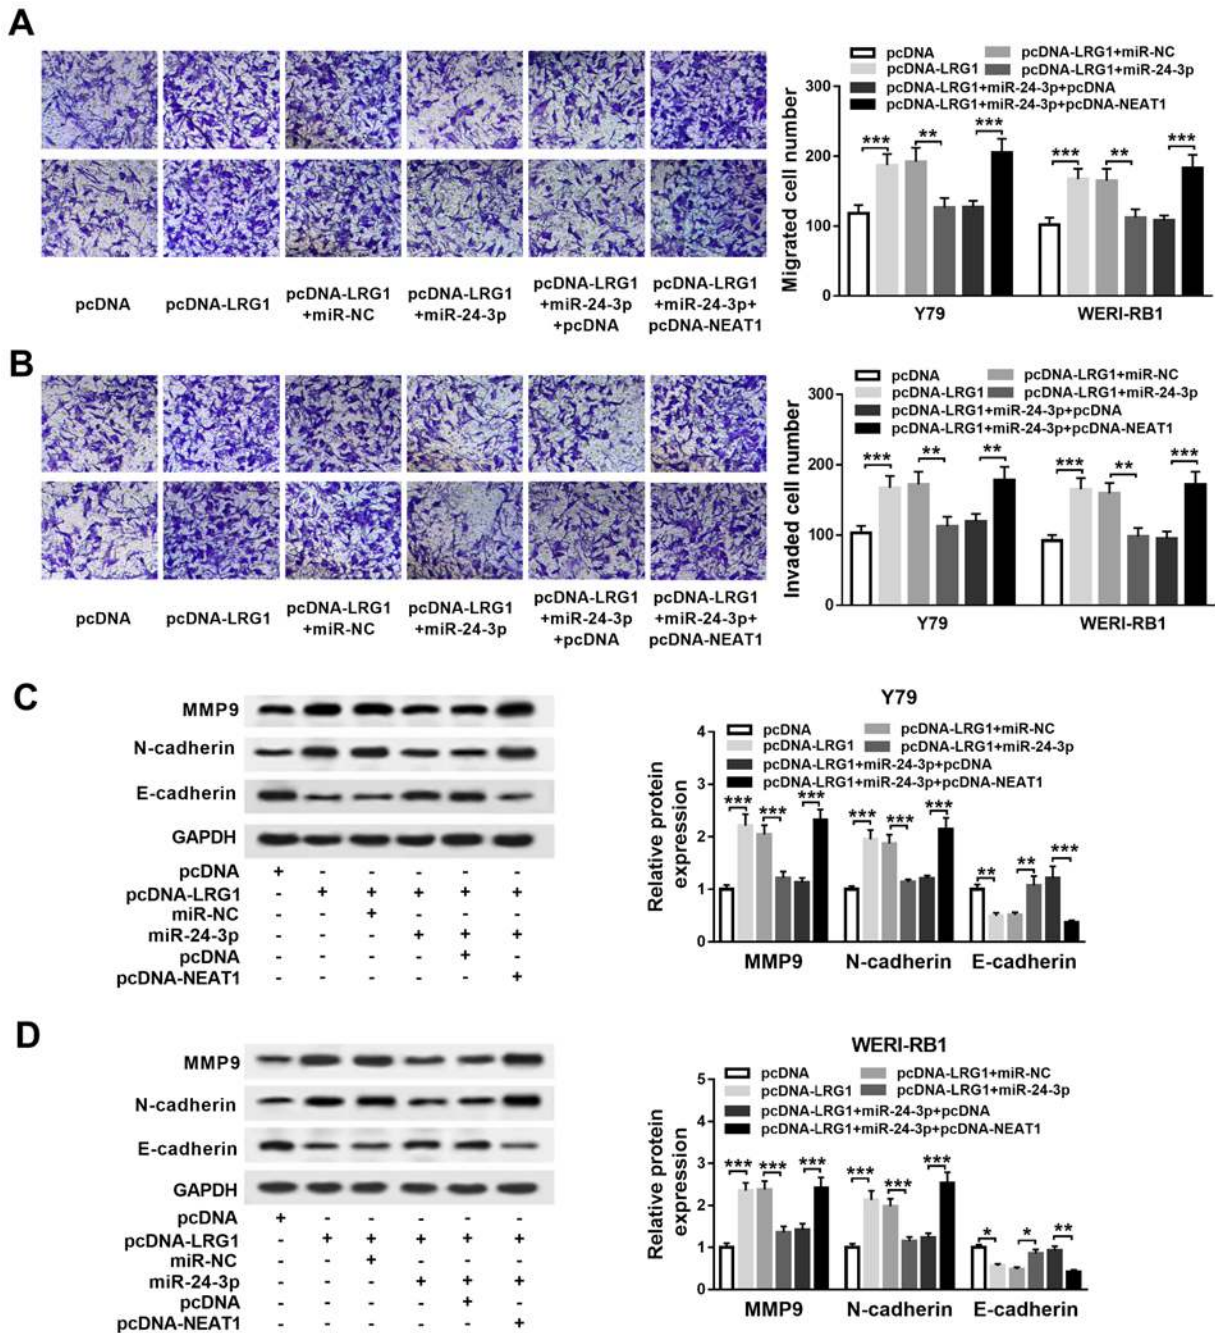 A
pcDNA
pcDNA-LRG1
pcDNA-LRG1
+miR-NC
pcDNA-LRG1
+miR-24-3p
pcDNA-LRG1
+miR-24-3p
+pcDNA
pcDNA-LRG1
+miR-24-3p+
pcDNA-NEAT1
pcDNA pcDNA-LRG1+miR-NC
pcDNA-LRG1 pcDNA-LRG1+miR-24-3p
pcDNA-LRG1+miR-24-3p+pcDNA
pcDNA-LRG1+miR-24-3p+pcDNA-NEAT1
Migrated cell number
300
200
100
0
*** ** *** *** ** ***
Y79 WERI-RB1
B
pcDNA
pcDNA-LRG1
pcDNA-LRG1
+miR-NC
pcDNA-LRG1
+miR-24-3p
pcDNA-LRG1
+miR-24-3p
+pcDNA
pcDNA-LRG1
+miR-24-3p+
pcDNA-NEAT1
pcDNA pcDNA-LRG1+miR-NC
pcDNA-LRG1 pcDNA-LRG1+miR-24-3p
pcDNA-LRG1+miR-24-3p+pcDNA
pcDNA-LRG1+miR-24-3p+pcDNA-NEAT1
Invaded cell number
300
200
100
0
*** ** ** *** ** ***
Y79 WERI-RB1
C
MMP9
N-cadherin
E-cadherin
GAPDH
pcDNA + - - - - -
pcDNA-LRG1 - + + + + +
miR-NC - - + - - -
miR-24-3p - - - + + +
pcDNA - - - - + -
pcDNA-NEAT1 - - - - - +
Y79
pcDNA pcDNA-LRG1+miR-NC
pcDNA-LRG1 pcDNA-LRG1+miR-24-3p
pcDNA-LRG1+miR-24-3p+pcDNA
pcDNA-LRG1+miR-24-3p+pcDNA-NEAT1
Relative protein
expression
4
3
2
1
0
*** *** *** *** *** *** ** ** ***
MMP9 N-cadherin E-cadherin
D
MMP9
N-cadherin
E-cadherin
GAPDH
pcDNA + - - - - -
pcDNA-LRG1 - + + + + +
miR-NC - - + - - -
miR-24-3p - - - + + +
pcDNA - - - - + -
pcDNA-NEAT1 - - - - - +
WERI-RB1
pcDNA pcDNA-LRG1+miR-NC
pcDNA-LRG1 pcDNA-LRG1+miR-24-3p
pcDNA-LRG1+miR-24-3p+pcDNA
pcDNA-LRG1+miR-24-3p+pcDNA-NEAT1
Relative protein
expression
5
4
3
2
1
0
*** *** *** *** *** *** * * **
MMP9 N-cadherin E-cadherin